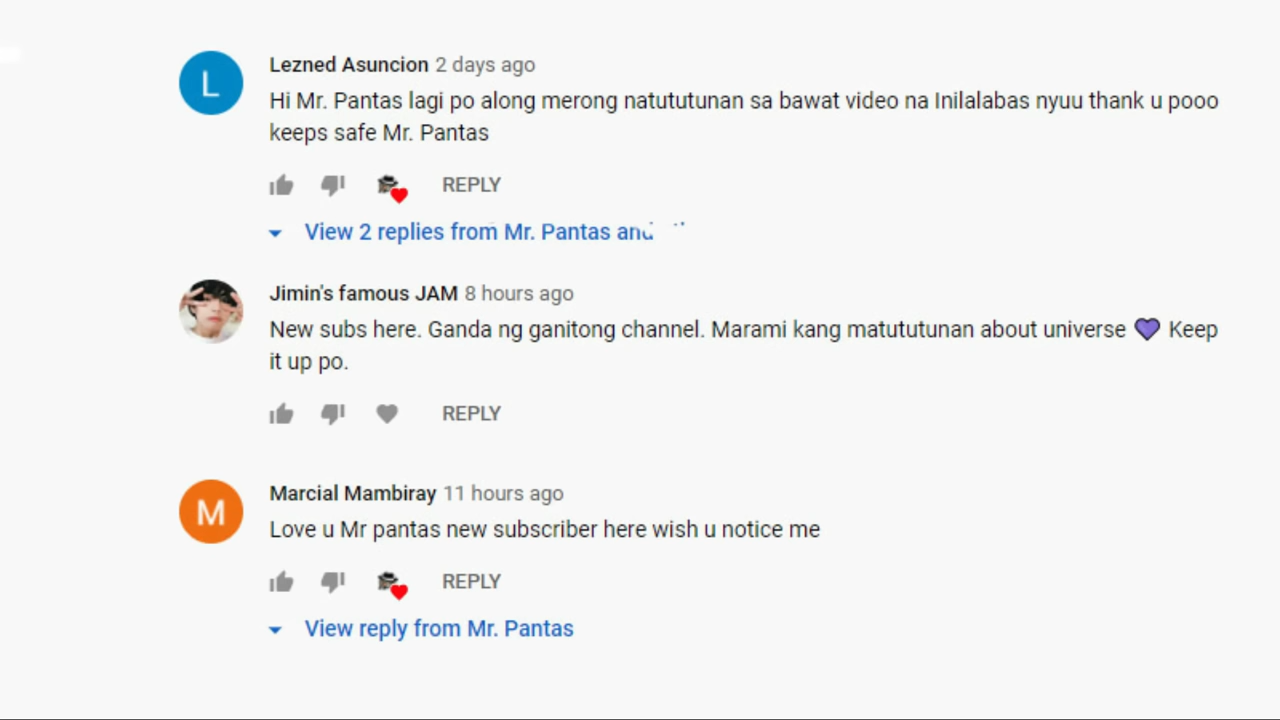 L
Lezned Asuncion 2 days ago
Hi Mr. Pantas lagi po along merong natututunan sa bawat video na Inilalabas nyuu thank u pooo
keeps safe Mr. Pantas
REPLY
View 2 replies from Mr. Pantas and
Jimin's famous JAM 8 hours ago
New subs here. Ganda ng ganitong channel. Marami kang matututunan about universe 💜 Keep
it up po.
REPLY
M
Marcial Mambiray 11 hours ago
Love u Mr pantas new subscriber here wish u notice me
REPLY
View reply from Mr. Pantas